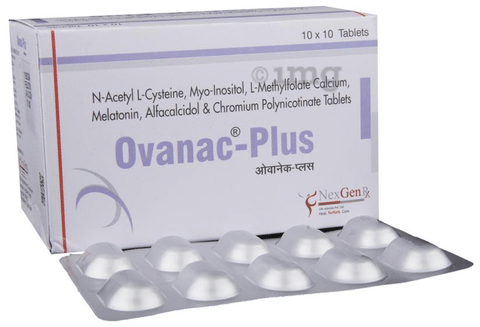 10 x 10 Tablets
©1mg
N-Acetyl L-Cysteine, Myo-Inositol, L-Methylfolate Calcium,
Melatonin, Alfacalcidol & Chromium Polynicotinate Tablets
Ovanac®-Plus
ओवानेक-प्लस
NexGen Rx